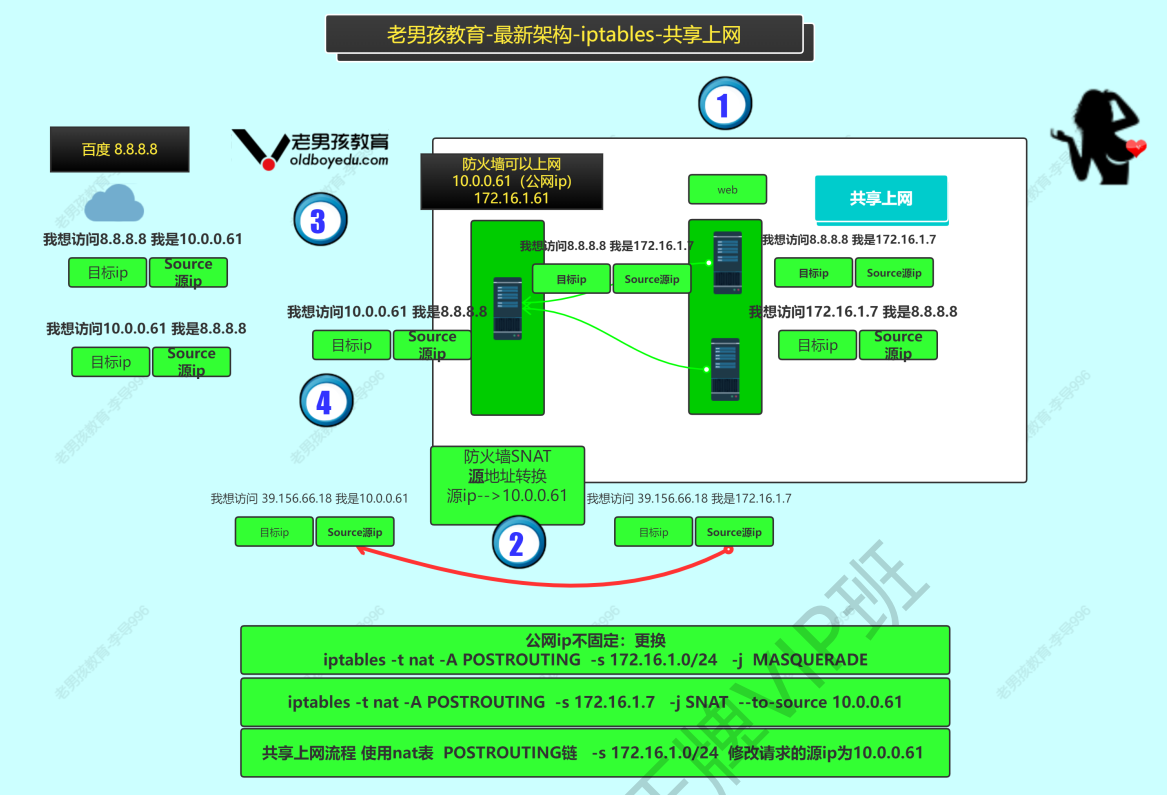 老男孩教育-最新架构-iptables-共享上网
1
百度 8.8.8.8
老男孩教育
oldboyedu.com
防火墙可以上网
10.0.0.61（公网ip)
172.16.1.61
web
共享上网
3
我想访问8.8.8.8 我是10.0.0.61
目标ip
Source
源ip
我想访问8.8.8.8 我是172.16.1.7
目标ip
Source源ip
我想访问8.8.8.8 我是172.16.1.7
目标ip
Source源ip
我想访问10.0.0.61 我是8.8.8.8
目标ip
Source
源ip
我想访问10.0.0.61 我是8.8.8.8
目标ip
Source
源ip
我想访问172.16.1.7 我是8.8.8.8
目标ip
Source
源ip
4
防火墙SNAT
源地址转换
源ip-->10.0.0.61
我想访问 39.156.66.18 我是10.0.0.61
目标ip
Source源ip
我想访问 39.156.66.18 我是172.16.1.7
目标ip
Source源ip
2
公网ip不固定：更换
iptables -t nat -A POSTROUTING -s 172.16.1.0/24 -j MASQUERADE
iptables -t nat -A POSTROUTING -s 172.16.1.7 -j SNAT --to-source 10.0.0.61
共享上网流程 使用nat表 POSTROUTING链 -s 172.16.1.0/24 修改请求的源ip为10.0.0.61
老男孩教育-李导996
老男孩教育-李导996
老男孩教育-李导996
王牌VIP班